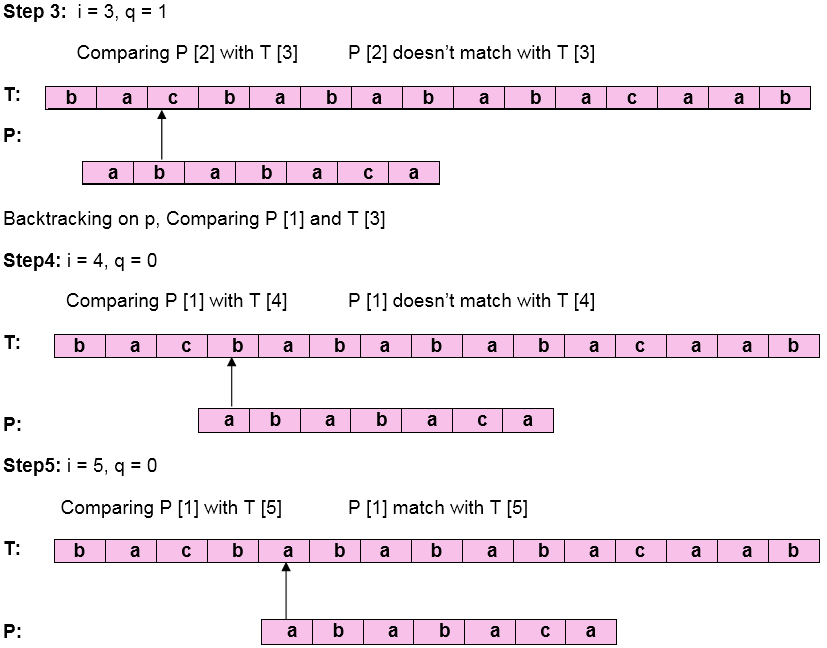 Step 3: i = 3, q = 1
Comparing P [2] with T [3] P [2] doesn't match with T [3]
T: b a c b a b a b a b a c a a b
P:
a b a b a c a
Backtracking on p, Comparing P [1] and T [3]
Step4: i = 4, q = 0
Comparing P [1] with T [4] P [1] doesn't match with T [4]
T: b a c b a b a b a b a c a a b
P: a b a b a c a
Step5: i = 5, q = 0
Comparing P [1] with T [5] P [1] match with T [5]
T: b a c b a b a b a b a c a a b
P: a b a b a c a